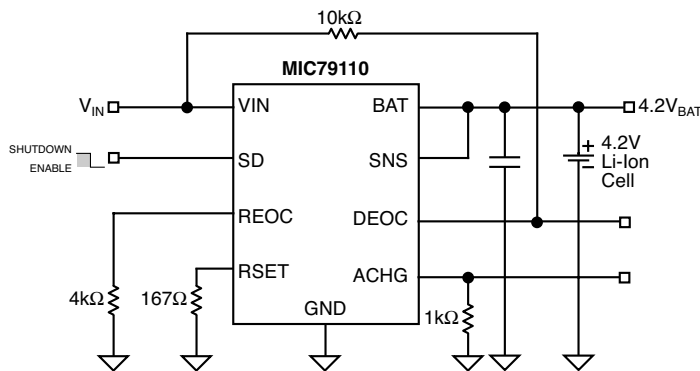 10kΩ
MIC79110
VIN
VIN
BAT
4.2VBAT
SHUTDOWN
ENABLE
SD
SNS
+ 4.2V
Li-Ion
Cell
REOC
DEOC
RSET
ACHG
4kΩ
167Ω
GND
1kΩ